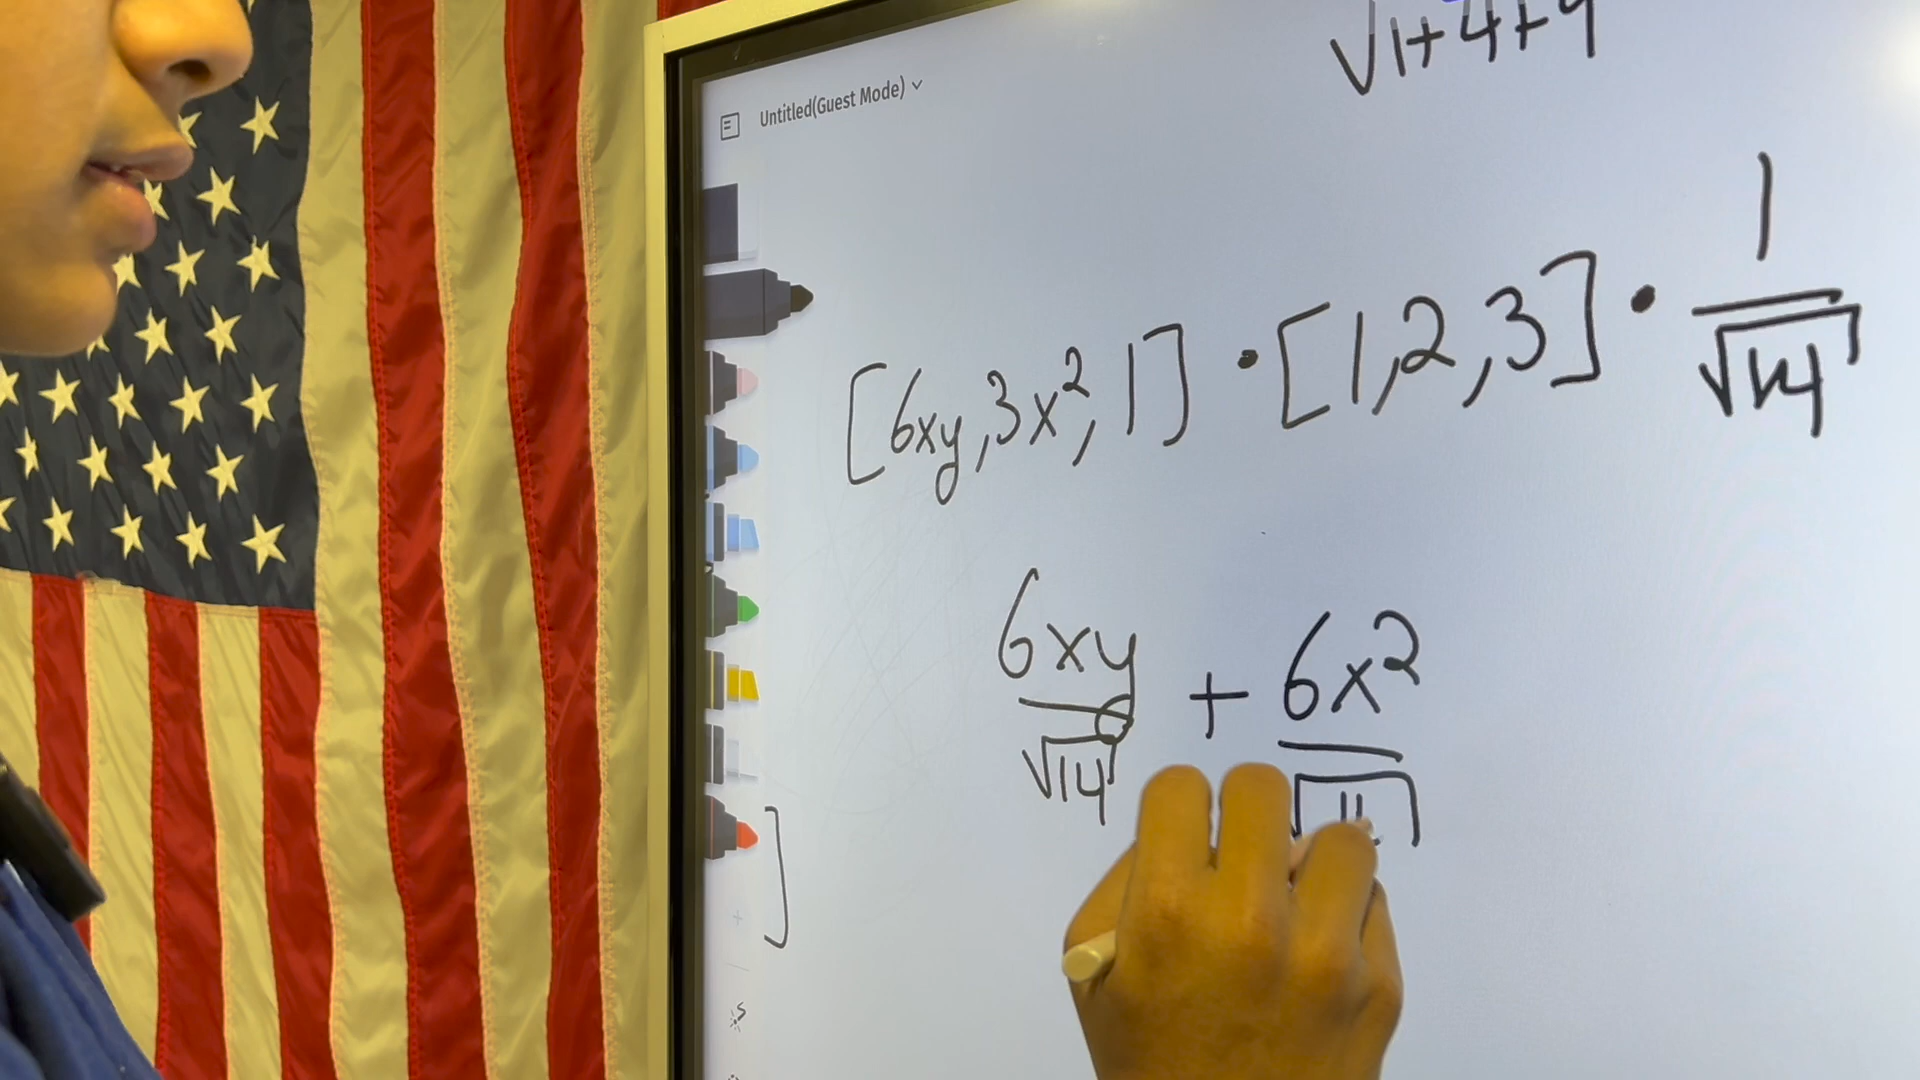 √1+4+9
Untitled(Guest Mode)
[6xy, 3x², 1] · [1, 2, 3] · 1/√14
6xy/√14 + 6x²/√
]